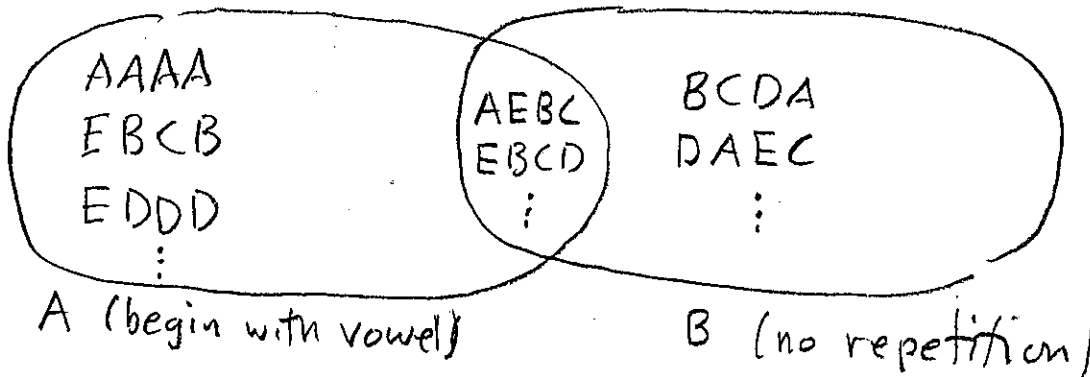 AAAA
EBCB
EDDD
⋮
AEBC
EBCD
⋮
BCDA
DAEC
⋮
A (begin with vowel)
B (no repetition)